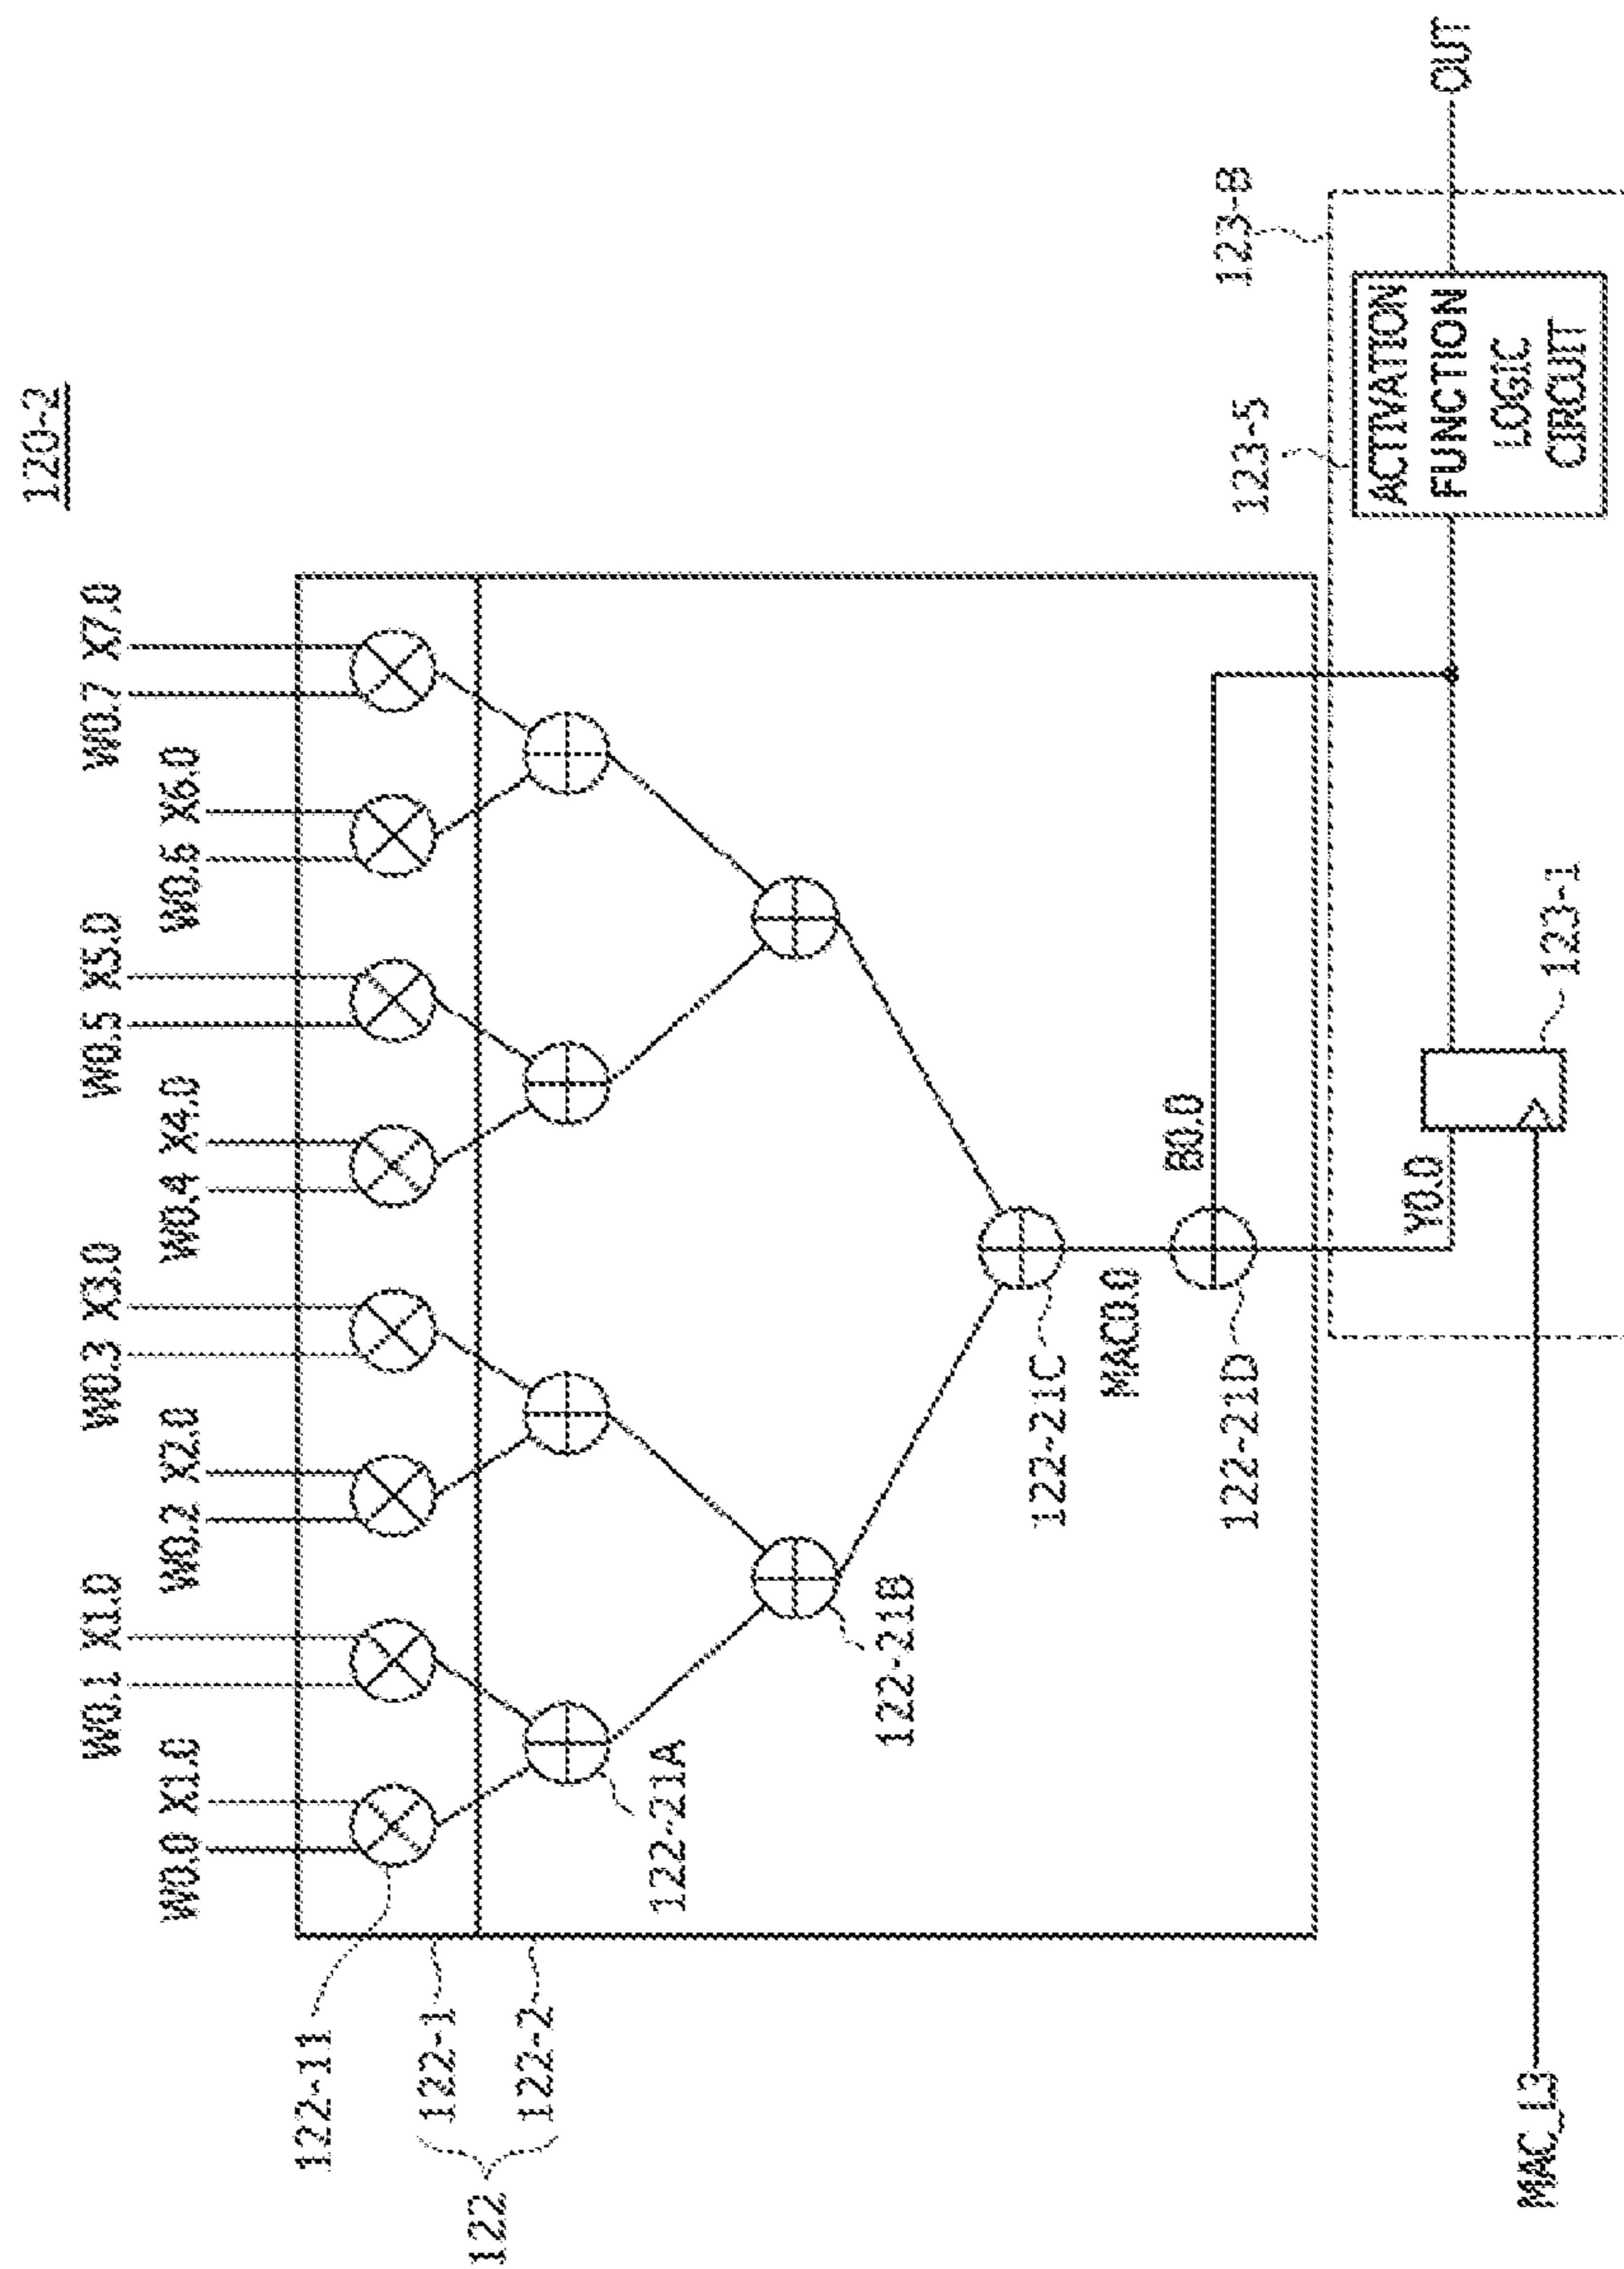 120-2
W0.1 X1.0
W0.3 X3.0
W0.5 X5.0
W0.7 X7.0
W0.0 X1.0
W0.2 X2.0
W0.4 X4.0
W0.6 X6.0
122-11
122-1
122-2
122
122-21A
122-21B
122-21C
MAC0.0
B0.0
122-21D
123-B
123-5
Y0.0
ACTIVATION
FUNCTION
LOGIC
CIRCUIT
OUT
MAC_L3
123-1